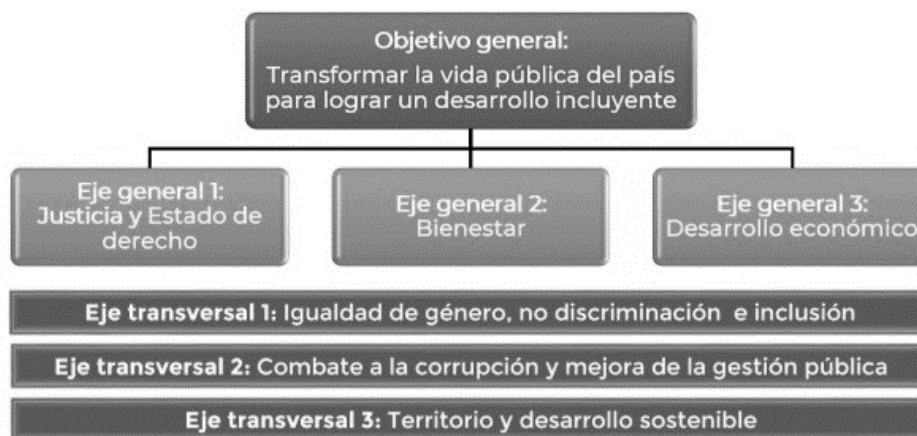 Objetivo general:
Transformar la vida pública del país
para lograr un desarrollo incluyente
Eje general 1:
Justicia y Estado de
derecho
Eje general 2:
Bienestar
Eje general 3:
Desarrollo económico
Eje transversal 1: Igualdad de género, no discriminación e inclusión
Eje transversal 2: Combate a la corrupción y mejora de la gestión pública
Eje transversal 3: Territorio y desarrollo sostenible